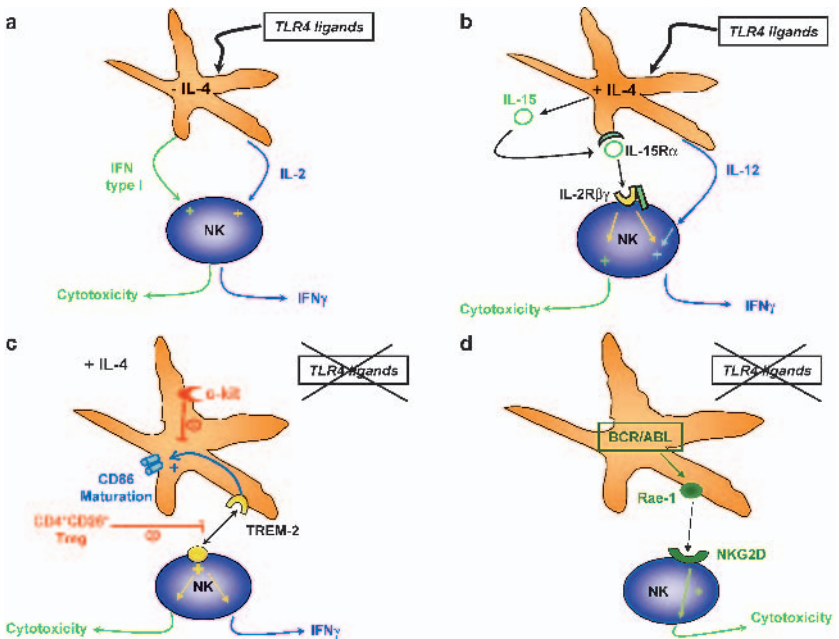 a
TLR4 ligands
- IL-4
IFN
type I
IL-2
+
+
NK
Cytotoxicity
IFNγ
b
TLR4 ligands
+ IL-4
IL-15
IL-15Rα
IL-12
IL-2Rβγ
NK
+
+
Cytotoxicity
IFNγ
c
+ IL-4
TLR4 ligands
c-kit
CD86
Maturation
+
TREM-2
Treg
+
NK
Cytotoxicity
IFNγ
d
TLR4 ligands
BCR/ABL
Rae-1
NKG2D
NK
+
Cytotoxicity